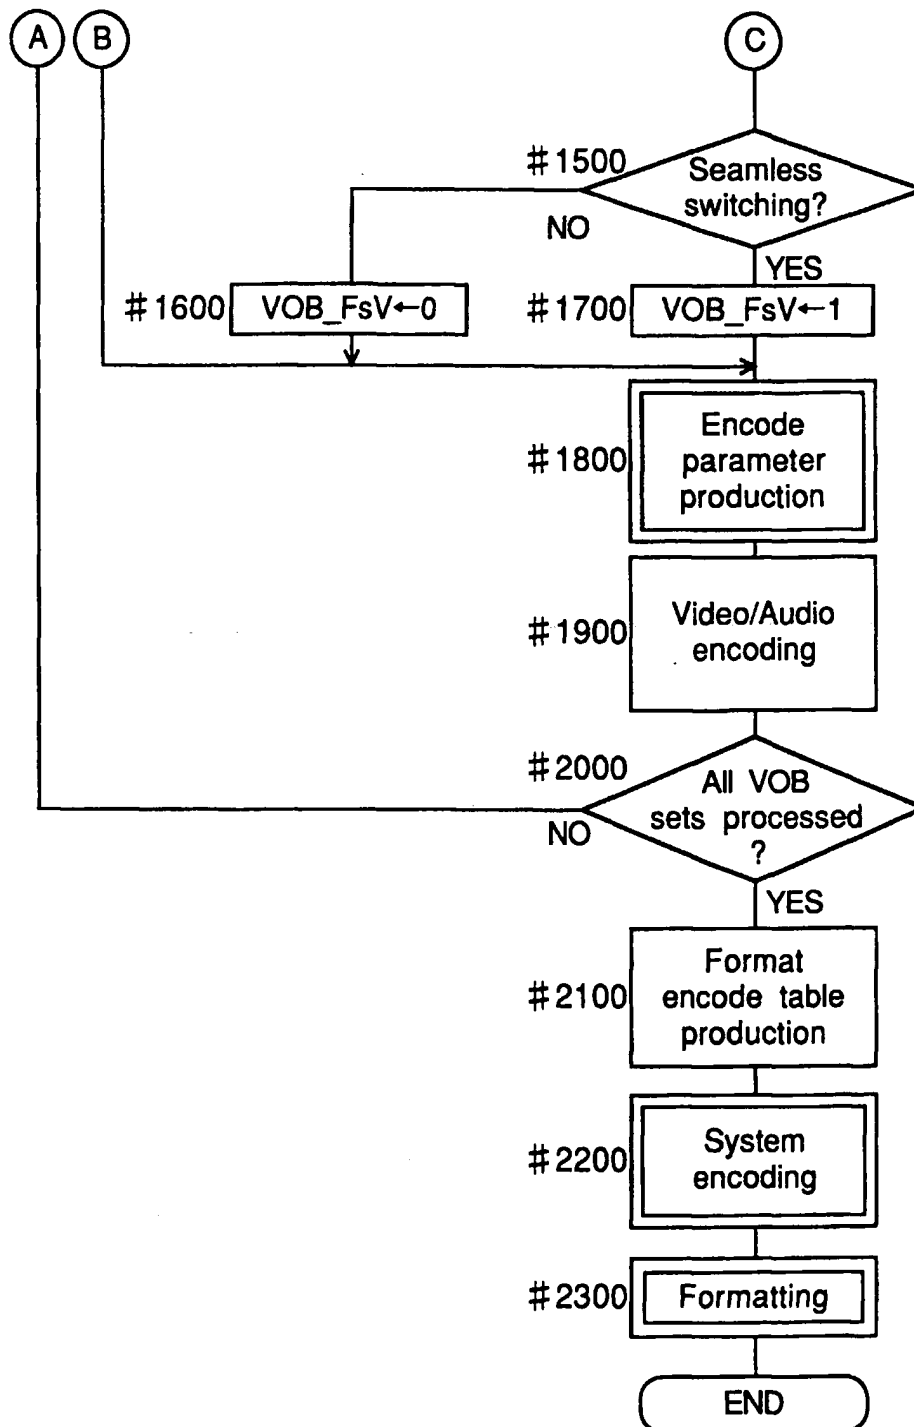 A B C
#1500
Seamless
switching?
NO
YES
#1600 VOB_FsV←0 #1700 VOB_FsV←1
#1800
Encode
parameter
production
#1900
Video/Audio
encoding
#2000
All VOB
sets processed
?
NO
YES
#2100
Format
encode table
production
#2200
System
encoding
#2300 Formatting
END